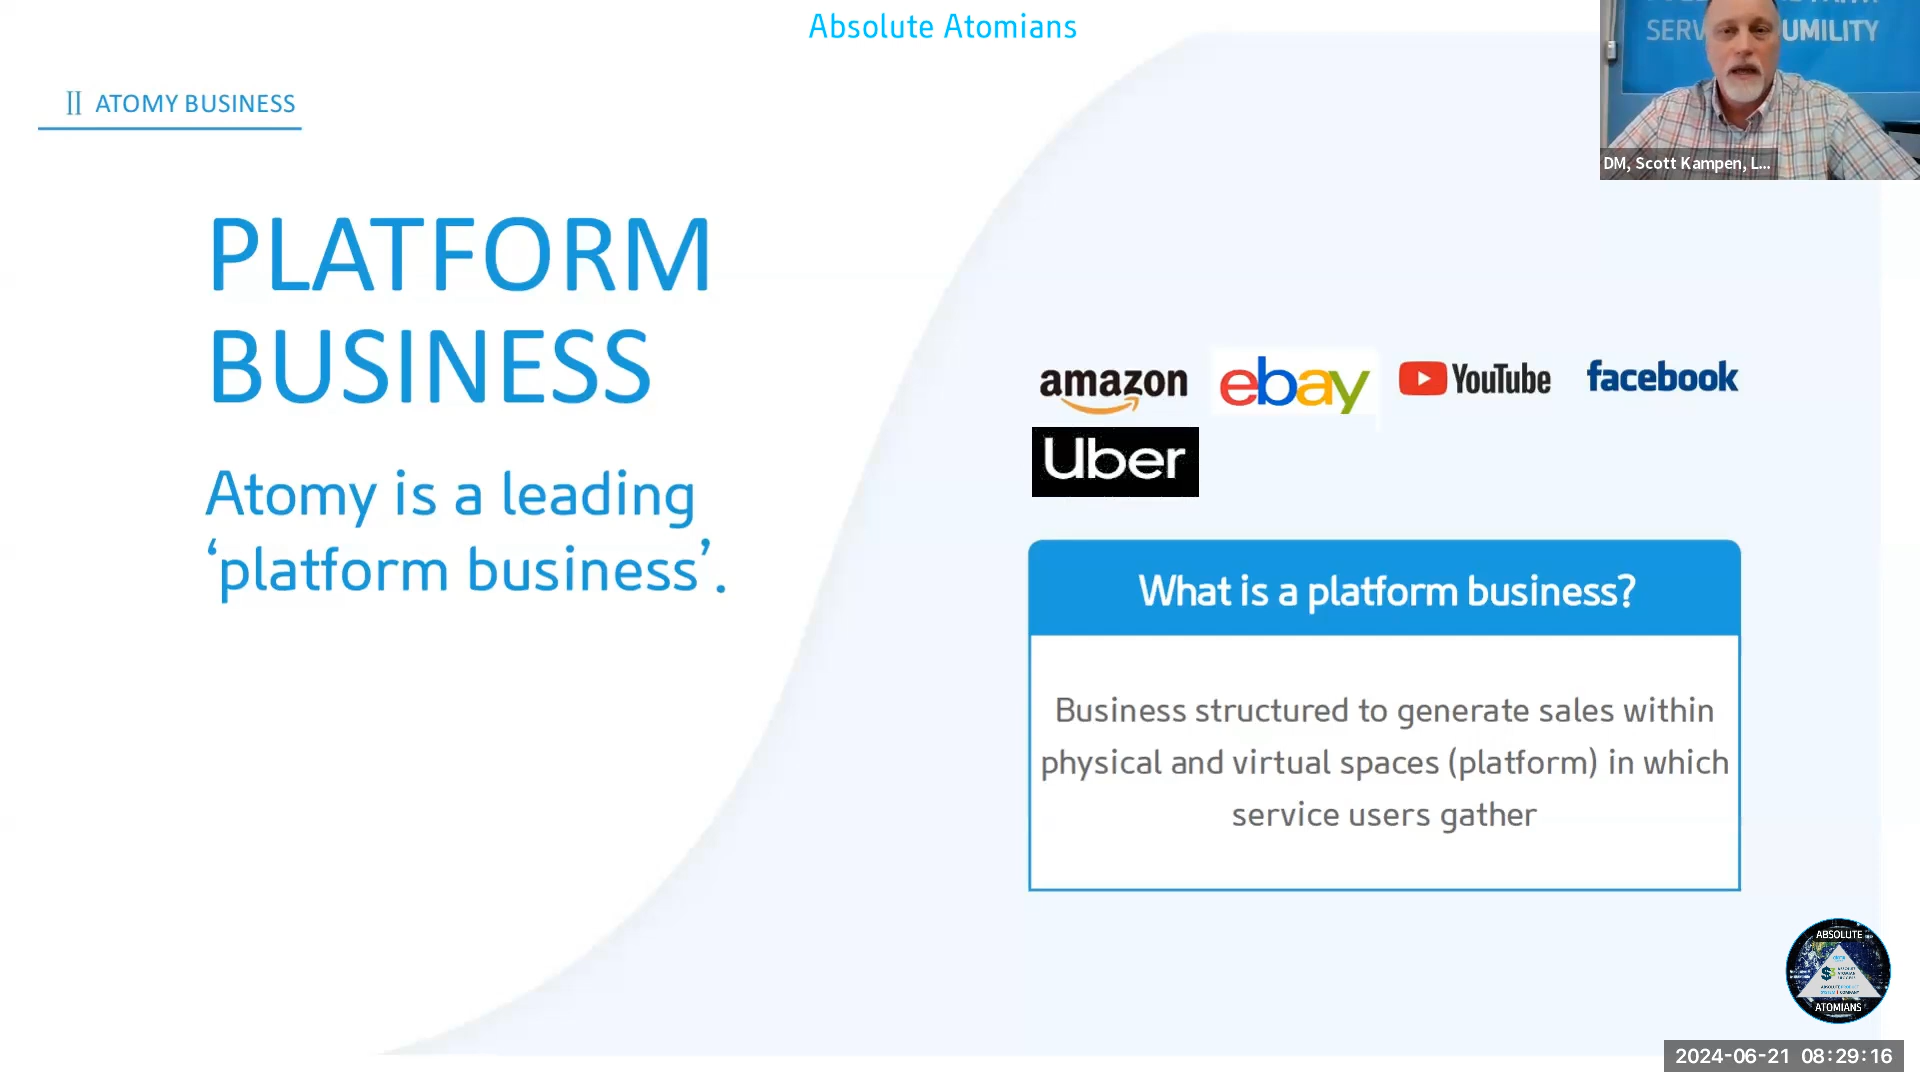 Absolute Atomians
SERV UMILITY
II ATOMY BUSINESS
DM, Scott Kampen, L...
PLATFORM
BUSINESS
Atomy is a leading
‘platform business’.
amazon ebay YouTube facebook
Uber
What is a platform business?
Business structured to generate sales within
physical and virtual spaces (platform) in which
service users gather
ABSOLUTE
ATOMIANS
2024-06-21 08:29:16